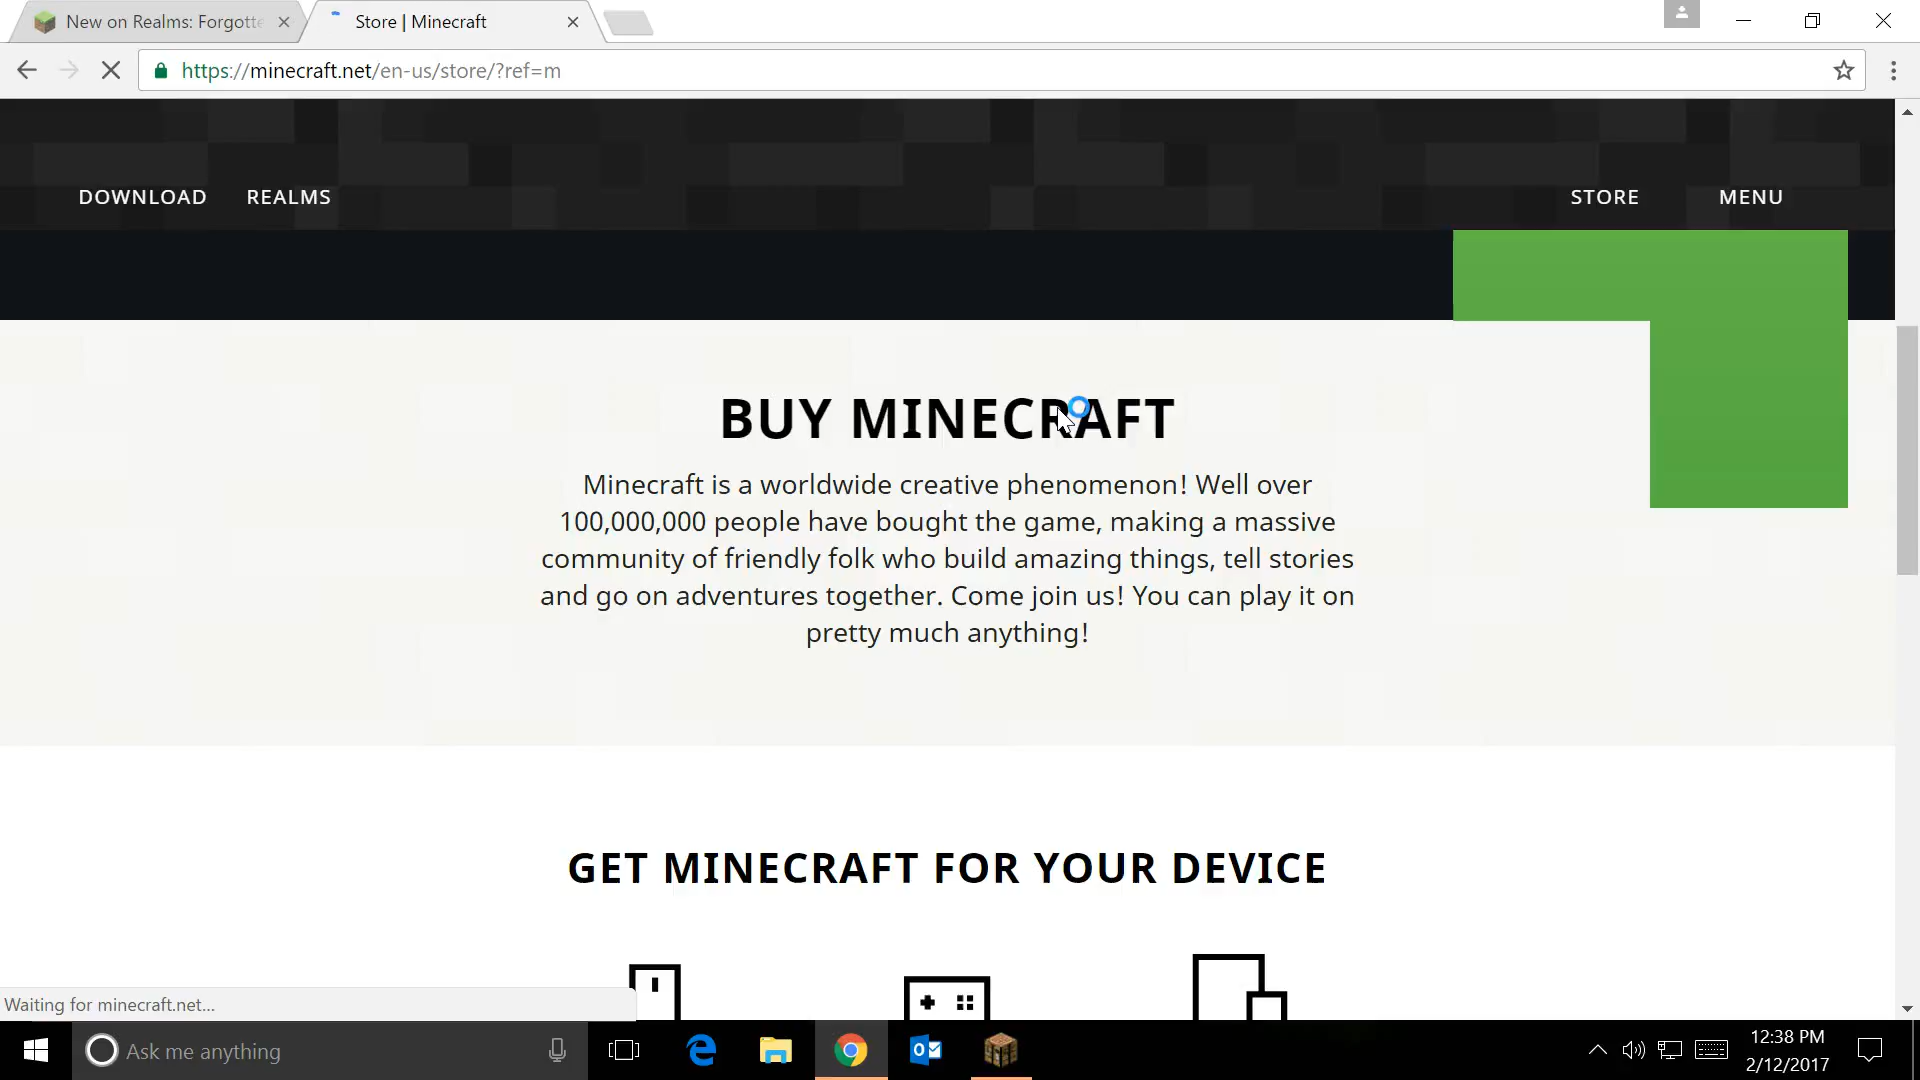 New on Realms: Forgotte
Store | Minecraft
https://minecraft.net/en-us/store/?ref=m
DOWNLOAD REALMS STORE MENU
BUY MINECRAFT
Minecraft is a worldwide creative phenomenon! Well over
100,000,000 people have bought the game, making a massive
community of friendly folk who build amazing things, tell stories
and go on adventures together. Come join us! You can play it on
pretty much anything!
GET MINECRAFT FOR YOUR DEVICE
Waiting for minecraft.net...
Ask me anything
12:38 PM
2/12/2017